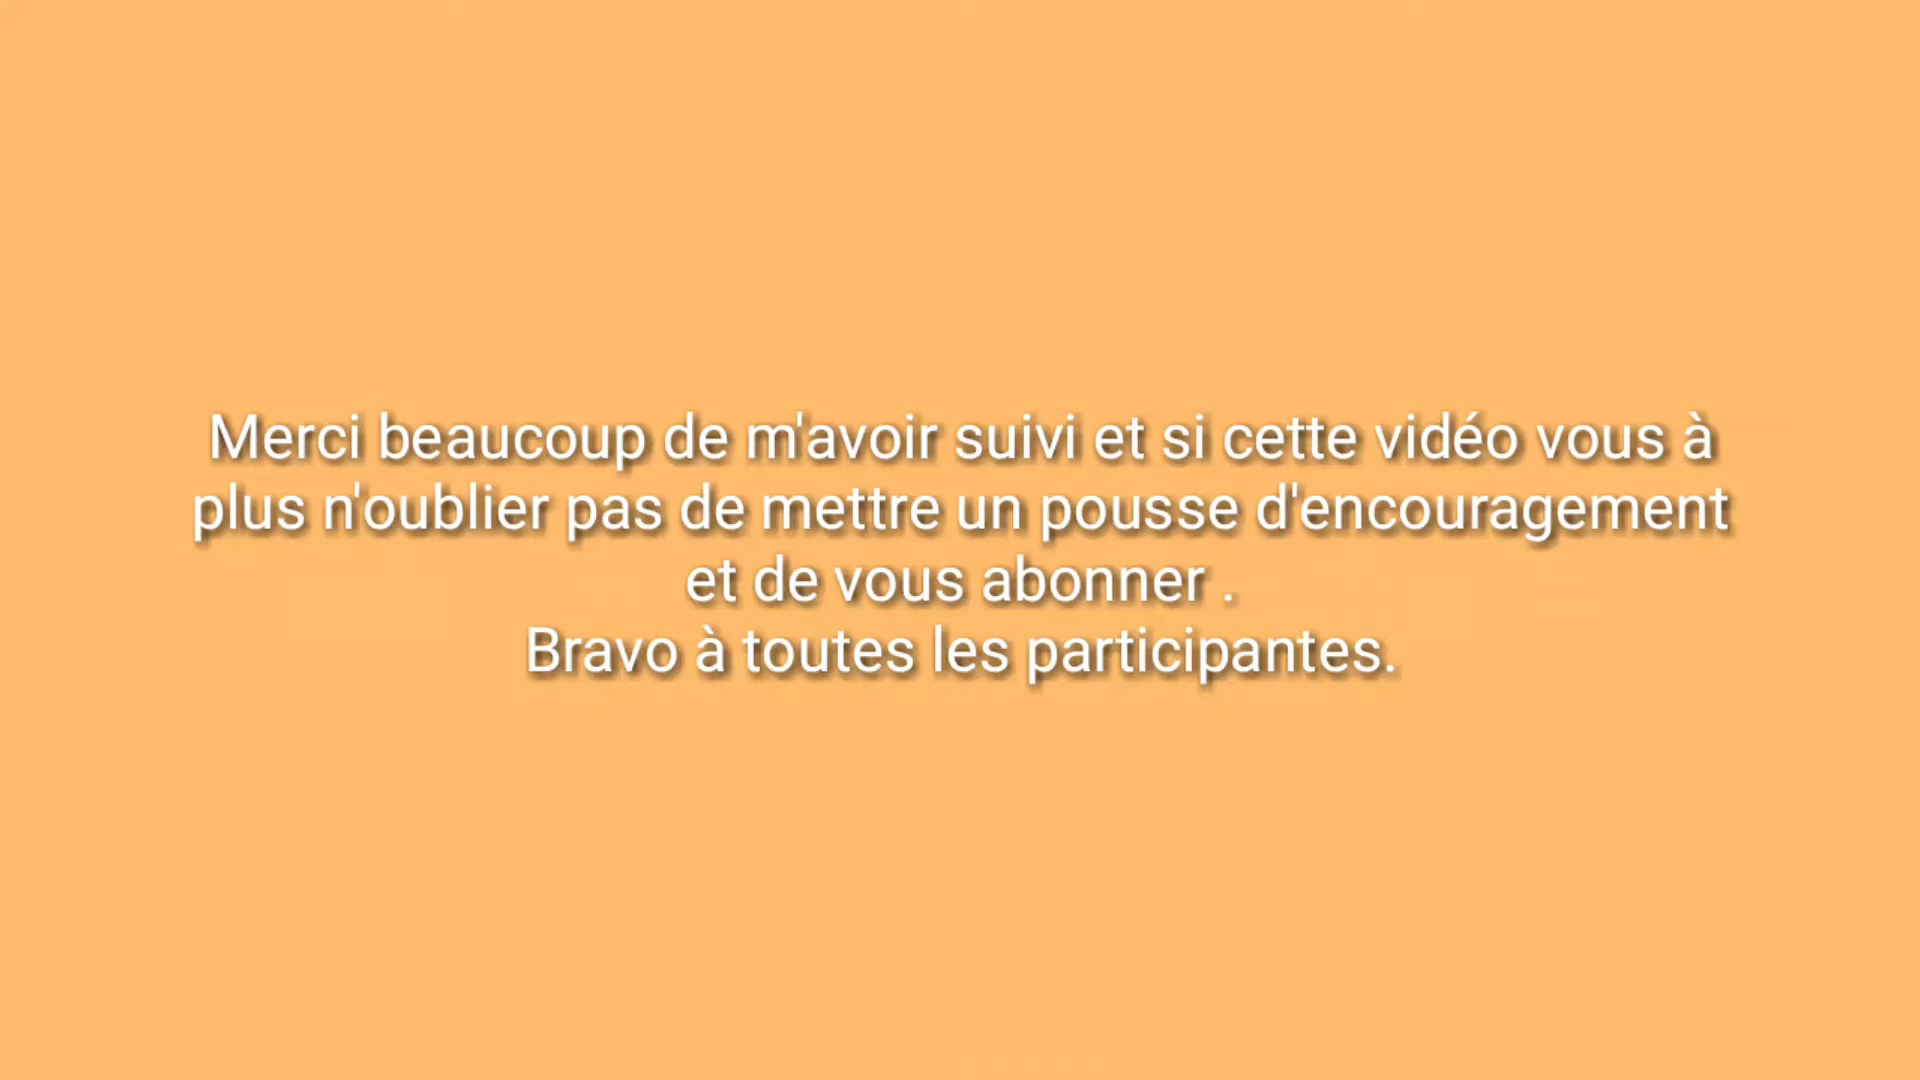 Merci beaucoup de m'avoir suivi et si cette vidéo vous à
plus n'oublier pas de mettre un pousse d'encouragement
et de vous abonner .
Bravo à toutes les participantes.